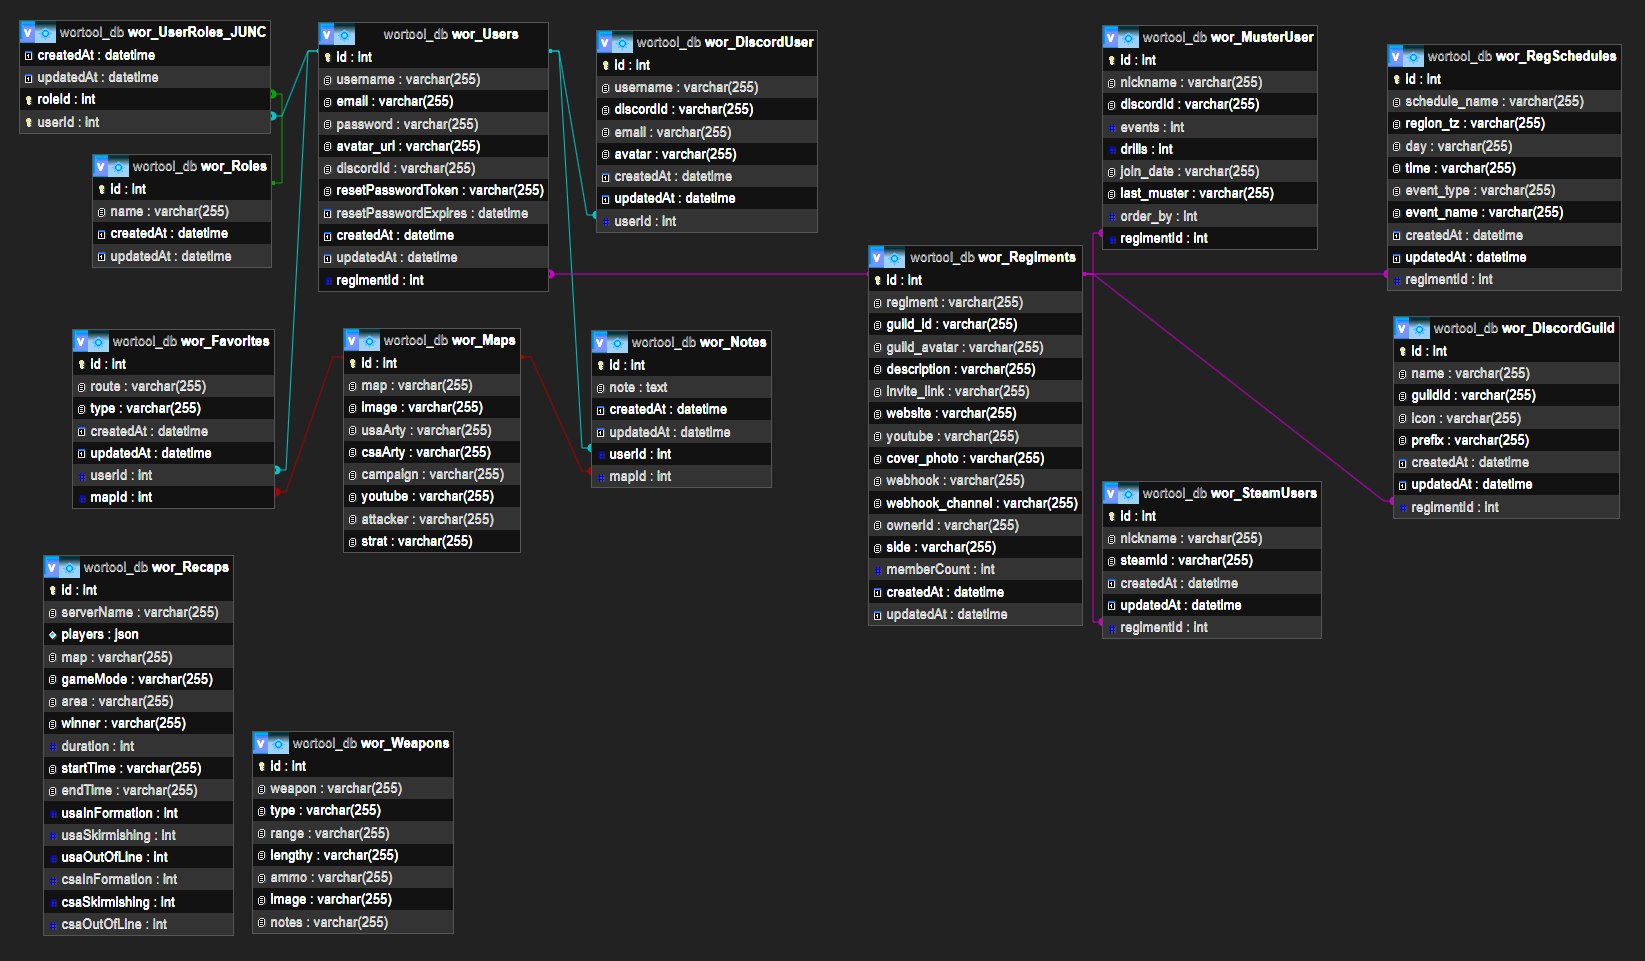 wortool_db wor_UserRoles_JUNC
createdAt : datetime
updatedAt : datetime
roleId : int
userId : int
wortool_db wor_Roles
id : int
name : varchar(255)
createdAt : datetime
updatedAt : datetime
wortool_db wor_Users
id : int
username : varchar(255)
email : varchar(255)
password : varchar(255)
avatar_url : varchar(255)
discordId : varchar(255)
resetPasswordToken : varchar(255)
resetPasswordExpires : datetime
createdAt : datetime
updatedAt : datetime
regimentId : int
wortool_db wor_DiscordUser
id : int
username : varchar(255)
discordId : varchar(255)
email : varchar(255)
avatar : varchar(255)
createdAt : datetime
updatedAt : datetime
userId : int
wortool_db wor_MusterUser
id : int
nickname : varchar(255)
discordId : varchar(255)
events : int
drills : int
join_date : varchar(255)
last_muster : varchar(255)
order_by : int
regimentId : int
wortool_db wor_RegSchedules
id : int
schedule_name : varchar(255)
region_tz : varchar(255)
day : varchar(255)
time : varchar(255)
event_type : varchar(255)
event_name : varchar(255)
createdAt : datetime
updatedAt : datetime
regimentId : int
wortool_db wor_Regiments
id : int
regiment : varchar(255)
guild_id : varchar(255)
guild_avatar : varchar(255)
description : varchar(255)
invite_link : varchar(255)
website : varchar(255)
youtube : varchar(255)
cover_photo : varchar(255)
webhook : varchar(255)
webhook_channel : varchar(255)
ownerId : varchar(255)
side : varchar(255)
memberCount : int
createdAt : datetime
updatedAt : datetime
wortool_db wor_DiscordGuild
id : int
name : varchar(255)
guildId : varchar(255)
icon : varchar(255)
prefix : varchar(255)
createdAt : datetime
updatedAt : datetime
regimentId : int
wortool_db wor_Favorites
id : int
route : varchar(255)
type : varchar(255)
createdAt : datetime
updatedAt : datetime
userId : int
mapId : int
wortool_db wor_Maps
id : int
map : varchar(255)
image : varchar(255)
usaArty : varchar(255)
csaArty : varchar(255)
campaign : varchar(255)
youtube : varchar(255)
attacker : varchar(255)
strat : varchar(255)
wortool_db wor_Notes
id : int
note : text
createdAt : datetime
updatedAt : datetime
userId : int
mapId : int
wortool_db wor_SteamUsers
id : int
nickname : varchar(255)
steamId : varchar(255)
createdAt : datetime
updatedAt : datetime
regimentId : int
wortool_db wor_Recaps
id : int
serverName : varchar(255)
players : json
map : varchar(255)
gameMode : varchar(255)
area : varchar(255)
winner : varchar(255)
duration : int
startTime : varchar(255)
endTime : varchar(255)
usaInFormation : int
usaSkirmishing : int
usaOutOfLine : int
csaInFormation : int
csaSkirmishing : int
csaOutOfLine : int
wortool_db wor_Weapons
id : int
weapon : varchar(255)
type : varchar(255)
range : varchar(255)
lengthy : varchar(255)
ammo : varchar(255)
image : varchar(255)
notes : varchar(255)